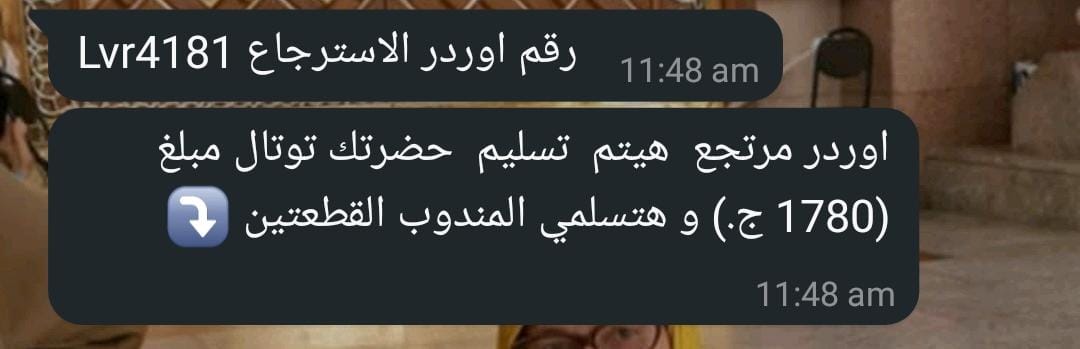 رقم اوردر الاسترجاع Lvr4181
11:48 am
اوردر مرتجع هيتم تسليم حضرتك توتال مبلغ
(1780 ج.) و هتسلمي المندوب القطعتين ⤵️
11:48 am